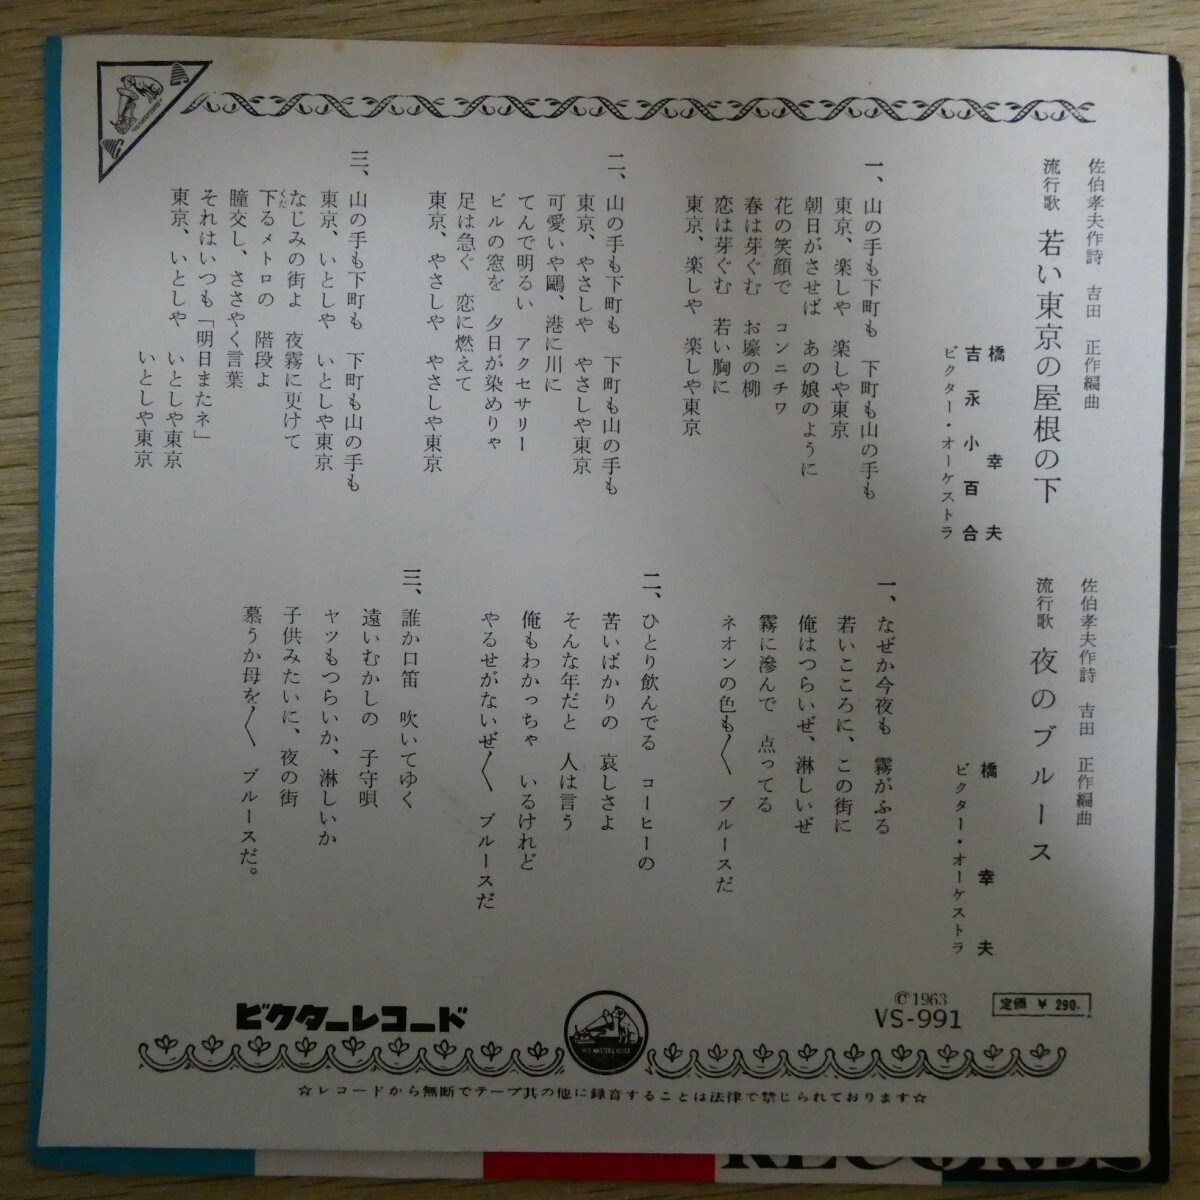 佐伯孝夫作詩　吉田　正作編曲
流行歌　若い東京の屋根の下
橋　幸　夫
吉永小百合
ビクター・オーケストラ
一、山の手も下町も　下町も山の手も
東京、楽しや　楽しや東京
朝日がさせば　あの娘のように
花の笑顔で　コンニチワ
春は芽ぐむ　お壕の柳
恋は芽ぐむ　若い胸に
東京、楽しや　楽しや東京
二、山の手も下町も　下町も山の手も
東京、やさしや　やさしや東京
可愛いや鷗、港に川に
てんで明るい　アクセサリー
ビルの窓を　夕日が染めりゃ
足は急ぐ　恋に燃えて
東京、やさしや　やさしや東京
三、山の手も下町も　下町も山の手も
東京、いとしや　いとしや東京
なじみの街よ　夜霧に更けて
下くだるメトロの　階段よ
瞳交し、ささやく言葉
それはいつも「明日またネ」
東京、いとしや　いとしや東京
いとしや東京
佐伯孝夫作詩　吉田　正作編曲
流行歌　夜のブルース
橋　幸　夫
ビクター・オーケストラ
一、なぜか今夜も　霧がふる
若いこころに、この街に
俺はつらいぜ、淋しいぜ
霧に滲んで　点ってる
ネオンの色も〱　ブルースだ
二、ひとり飲んでる　コーヒーの
苦いばかりの　哀しさよ
そんな年だと　人は言う
俺もわかっちゃ　いるけれど
やるせがないぜ〱　ブルースだ
三、誰か口笛　吹いてゆく
遠いむかしの　子守唄
ヤツもつらいか、淋しいか
子供みたいに、夜の街
慕うか母を〱　ブルースだ。
ビクターレコード
HIS MASTER'S VOICE
©1963
VS-991
定価 ¥ 290.
☆レコードから無断でテープ其の他に録音することは法律で禁じられております☆
RECORDS